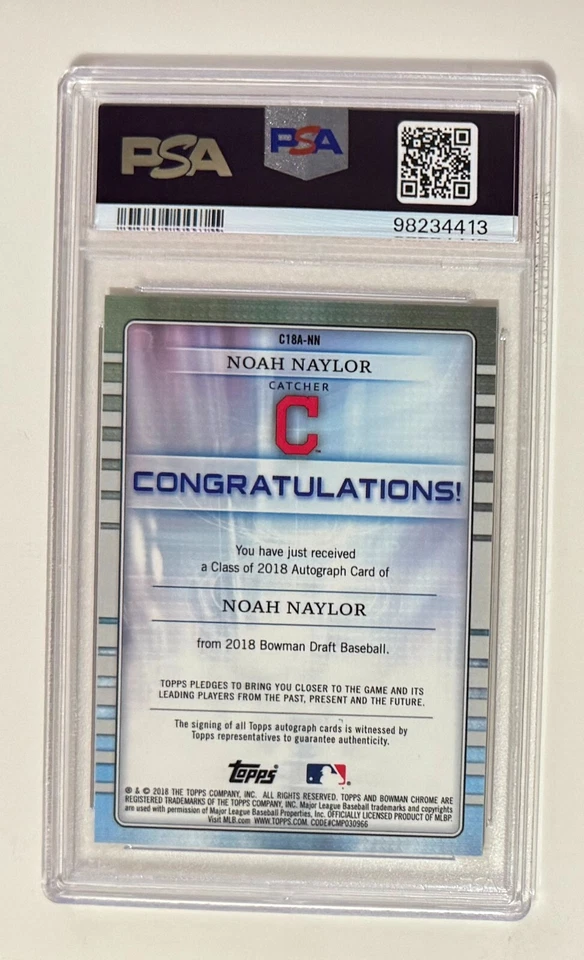 PSA
PSA
98234413
C18A-NN
NOAH NAYLOR
CATCHER
C
CONGRATULATIONS!
You have just received
a Class of 2018 Autograph Card of
NOAH NAYLOR
from 2018 Bowman Draft Baseball.
TOPPS PLEDGES TO BRING YOU CLOSER TO THE GAME AND ITS
LEADING PLAYERS FROM THE PAST, PRESENT AND THE FUTURE.
The signing of all Topps autograph cards is witnessed by
Topps representatives to guarantee authenticity.
Topps
® & © 2018 THE TOPPS COMPANY, INC. ALL RIGHTS RESERVED. TOPPS AND BOWMAN CHROME ARE
REGISTERED TRADEMARKS OF THE TOPPS COMPANY, INC. Major League Baseball trademarks and copyrights
are used with permission of Major League Baseball Properties, Inc. OFFICIALLY LICENSED PRODUCT OF MLBP.
Visit MLB.com WWW.TOPPS.COM. CODE#CMP030966